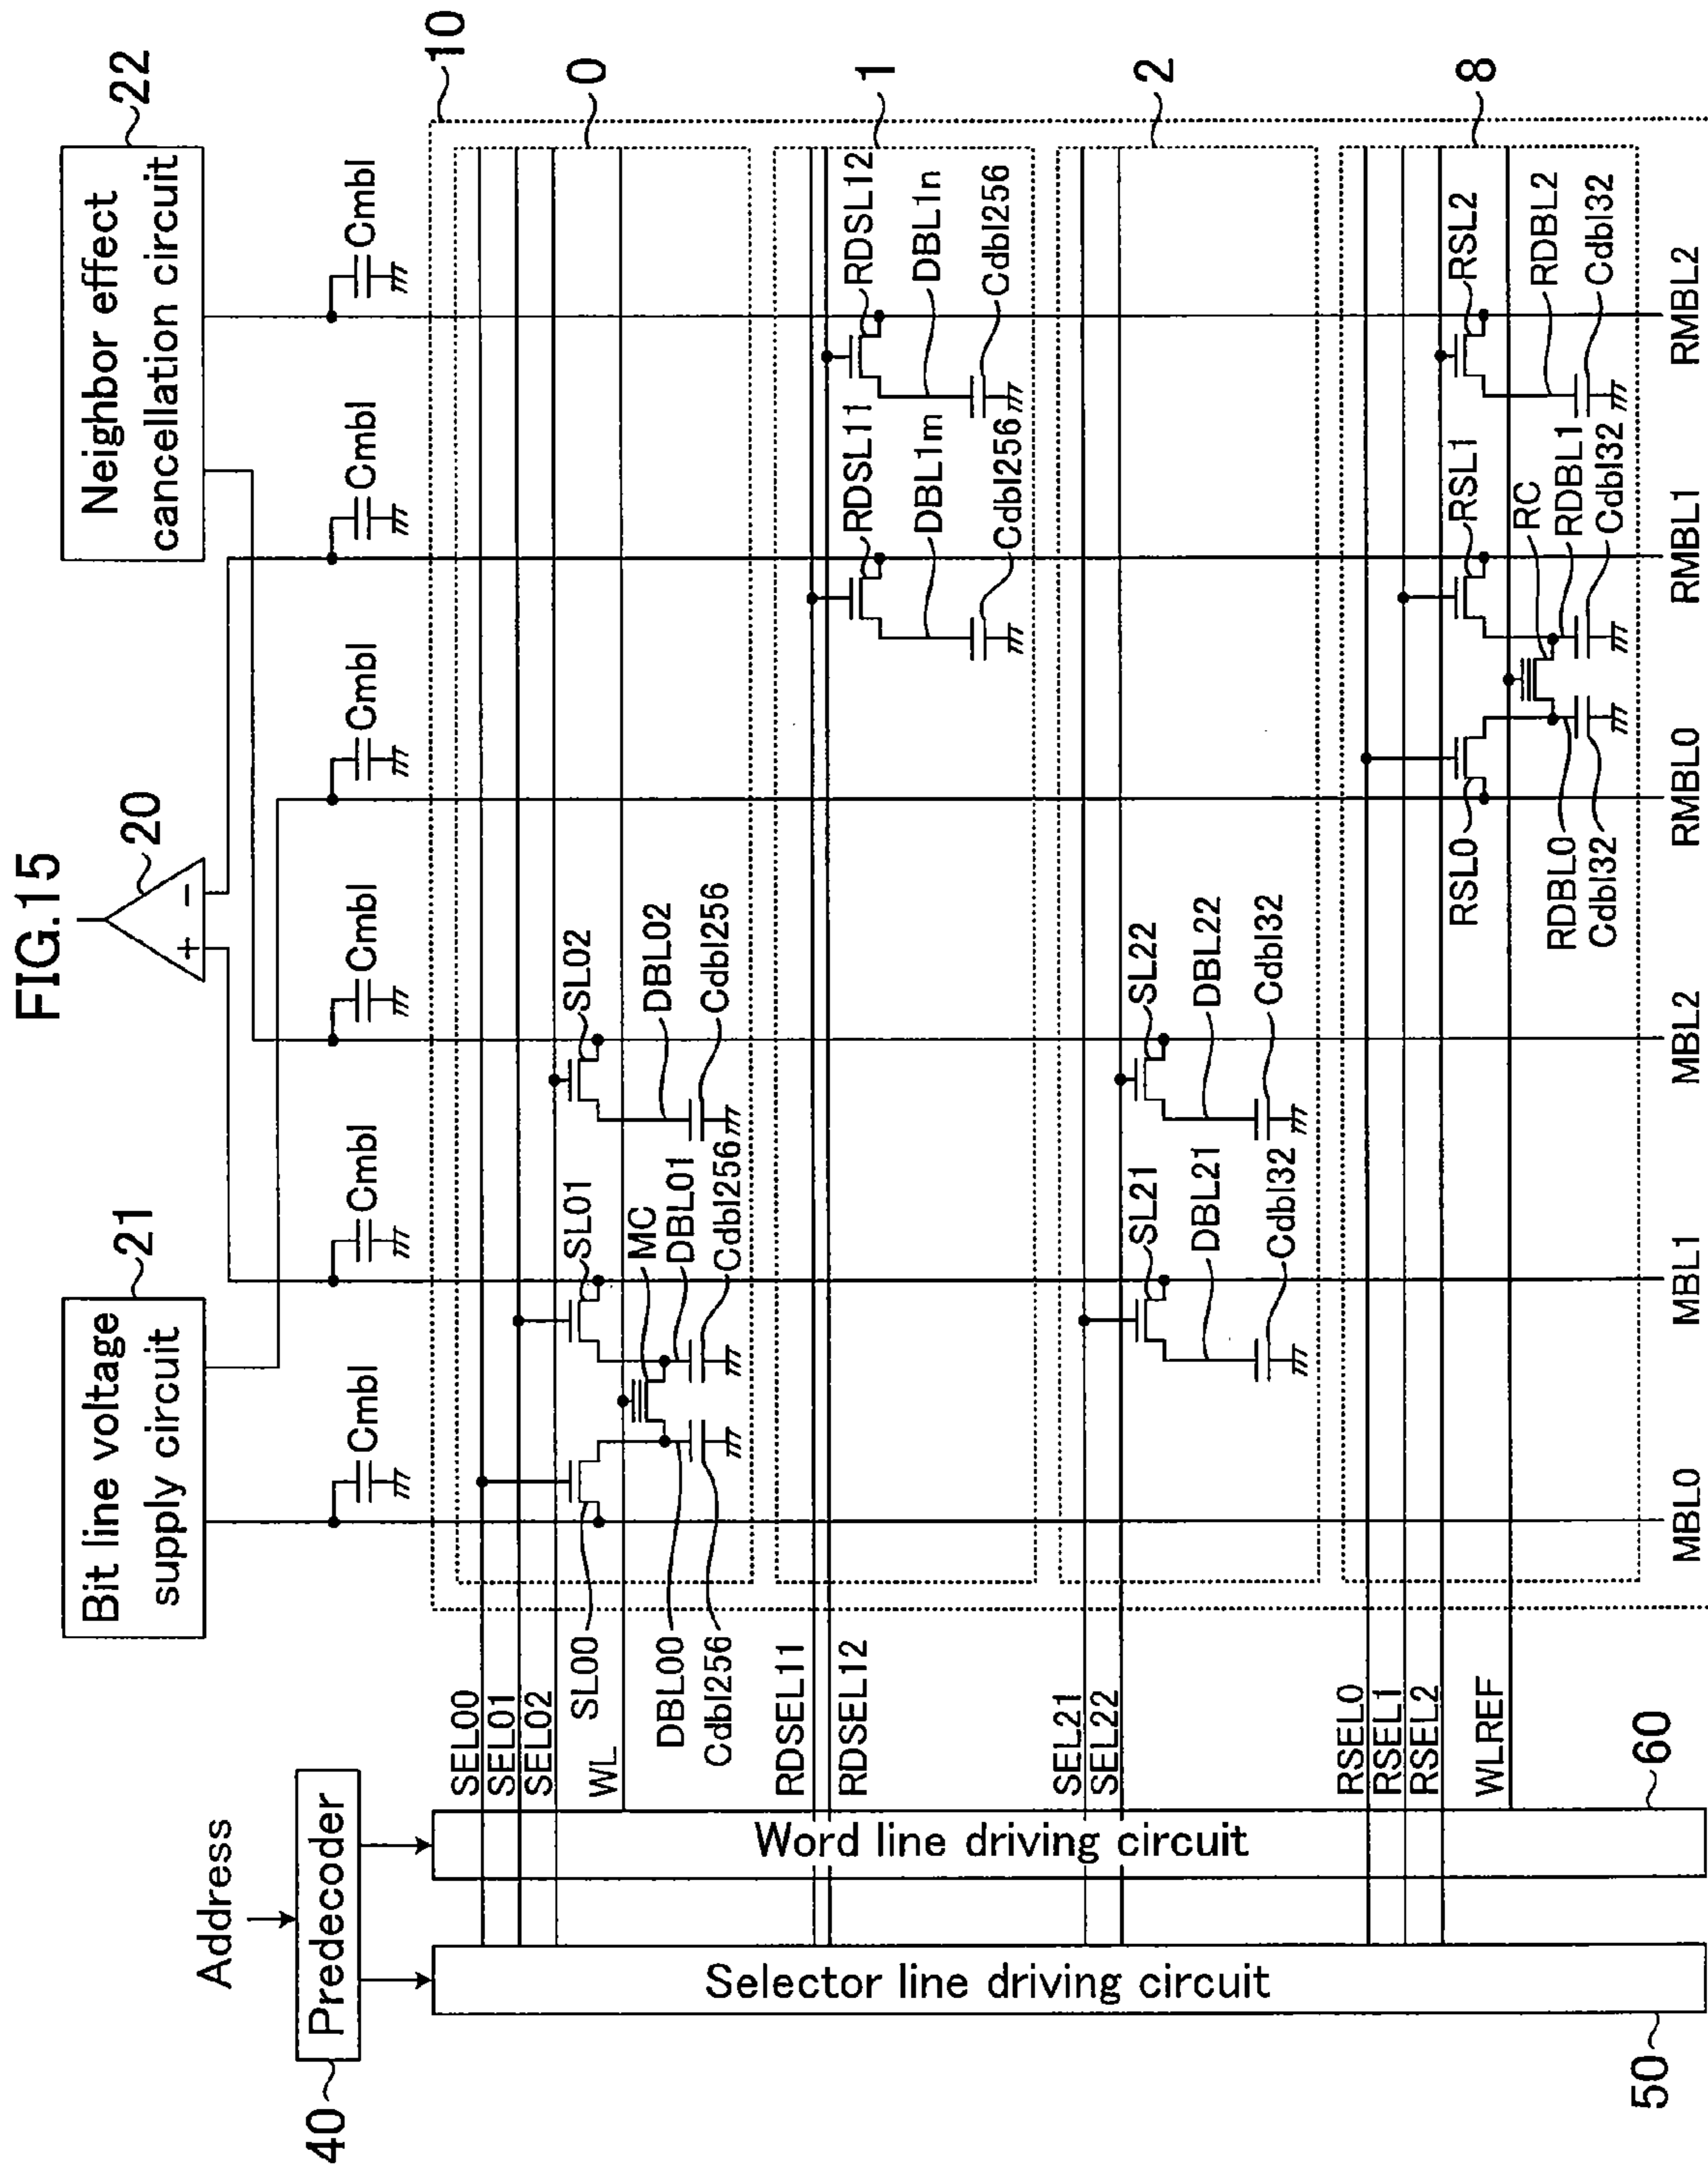 FIG.15
Address
40
Predecoder
Bit line voltage
supply circuit
21
+
−
20
Neighbor effect
cancellation circuit
22
Cmbl
Cmbl
Cmbl
Cmbl
Cmbl
Cmbl
10
50
Selector line driving circuit
60
Word line driving circuit
SEL00
SEL01
SEL02
WL
SL00
DBL00
Cdbl256
SL01
MC
DBL01
Cdbl256
SL02
DBL02
Cdbl256
0
RDSEL11
RDSEL12
RDSL11
DBL1m
Cdbl256
RDSL12
DBL1n
Cdbl256
1
SEL21
SEL22
SL21
DBL21
Cdbl32
SL22
DBL22
Cdbl32
2
RSEL0
RSEL1
RSEL2
WLREF
RSL0
RDBL0
Cdbl32
RSL1
RC
RDBL1
Cdbl32
RSL2
RDBL2
Cdbl32
8
MBL0
MBL1
MBL2
RMBL0
RMBL1
RMBL2